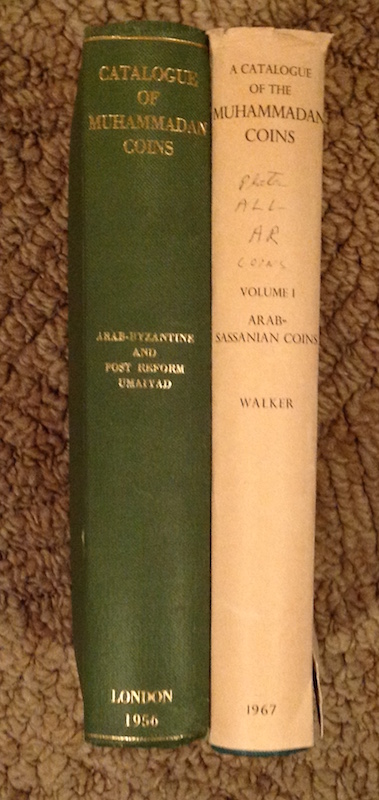 CATALOGUE
OF
MUHAMMADAN
COINS
ARAB-BYZANTINE
AND
POST REFORM
UMAIYAD
LONDON
1956
A CATALOGUE
OF THE
MUHAMMADAN
COINS
Photo
ALL
AR
COINS
VOLUME I
ARAB-
SASSANIAN COINS
WALKER
1967